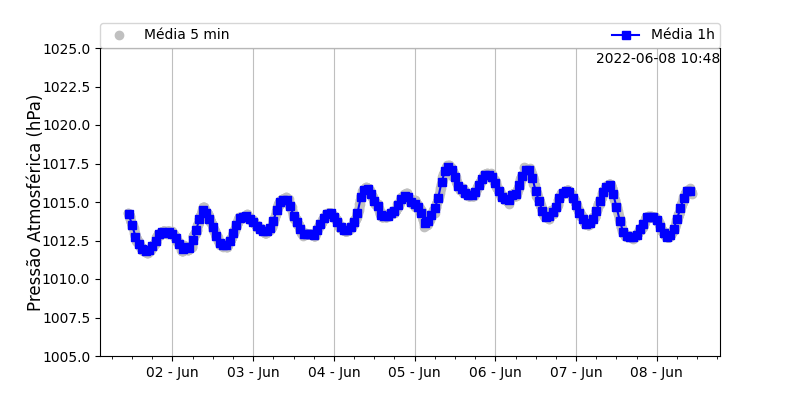 Média 5 min
Média 1h
2022-06-08 10:48
Pressão Atmosférica (hPa)
1025.0
1022.5
1020.0
1017.5
1015.0
1012.5
1010.0
1007.5
1005.0
02 - Jun
03 - Jun
04 - Jun
05 - Jun
06 - Jun
07 - Jun
08 - Jun